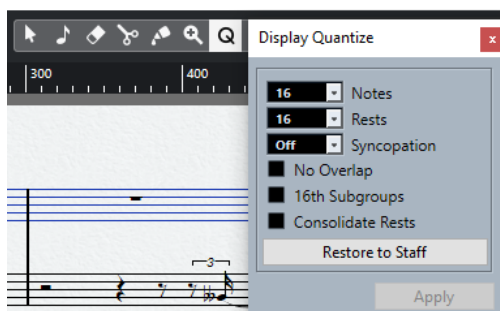 Q
Display Quantize
x
300
400
16
Notes
16
Rests
Off
Syncopation
No Overlap
16th Subgroups
Consolidate Rests
Restore to Staff
3
Apply